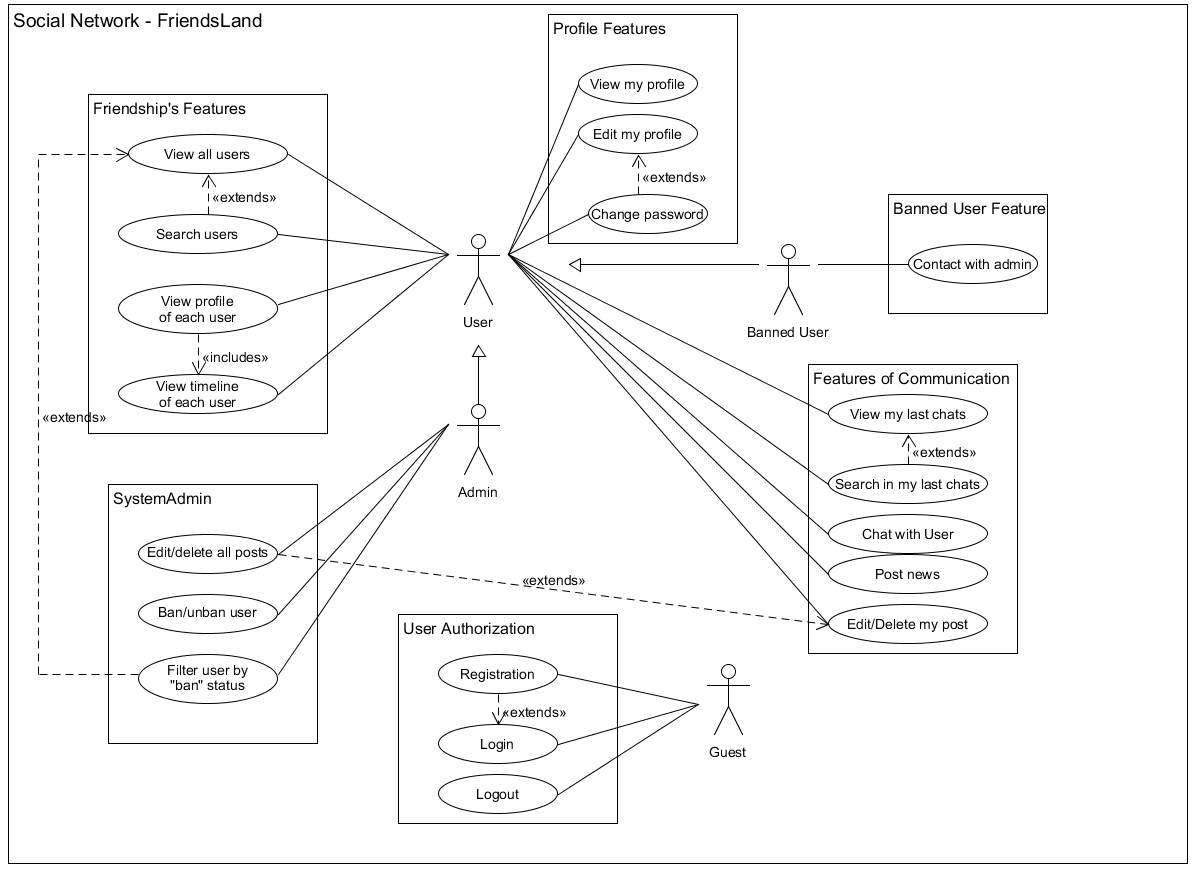 Social Network - FriendsLand
Profile Features
View my profile
Edit my profile
«extends»
Change password
Friendship's Features
View all users
«extends»
Search users
View profile
of each user
«includes»
View timeline
of each user
«extends»
User
Banned User
Banned User Feature
Contact with admin
Admin
Features of Communication
View my last chats
«extends»
Search in my last chats
Chat with User
Post news
Edit/Delete my post
SystemAdmin
Edit/delete all posts
«extends»
Ban/unban user
Filter user by
"ban" status
User Authorization
Registration
«extends»
Login
Logout
Guest